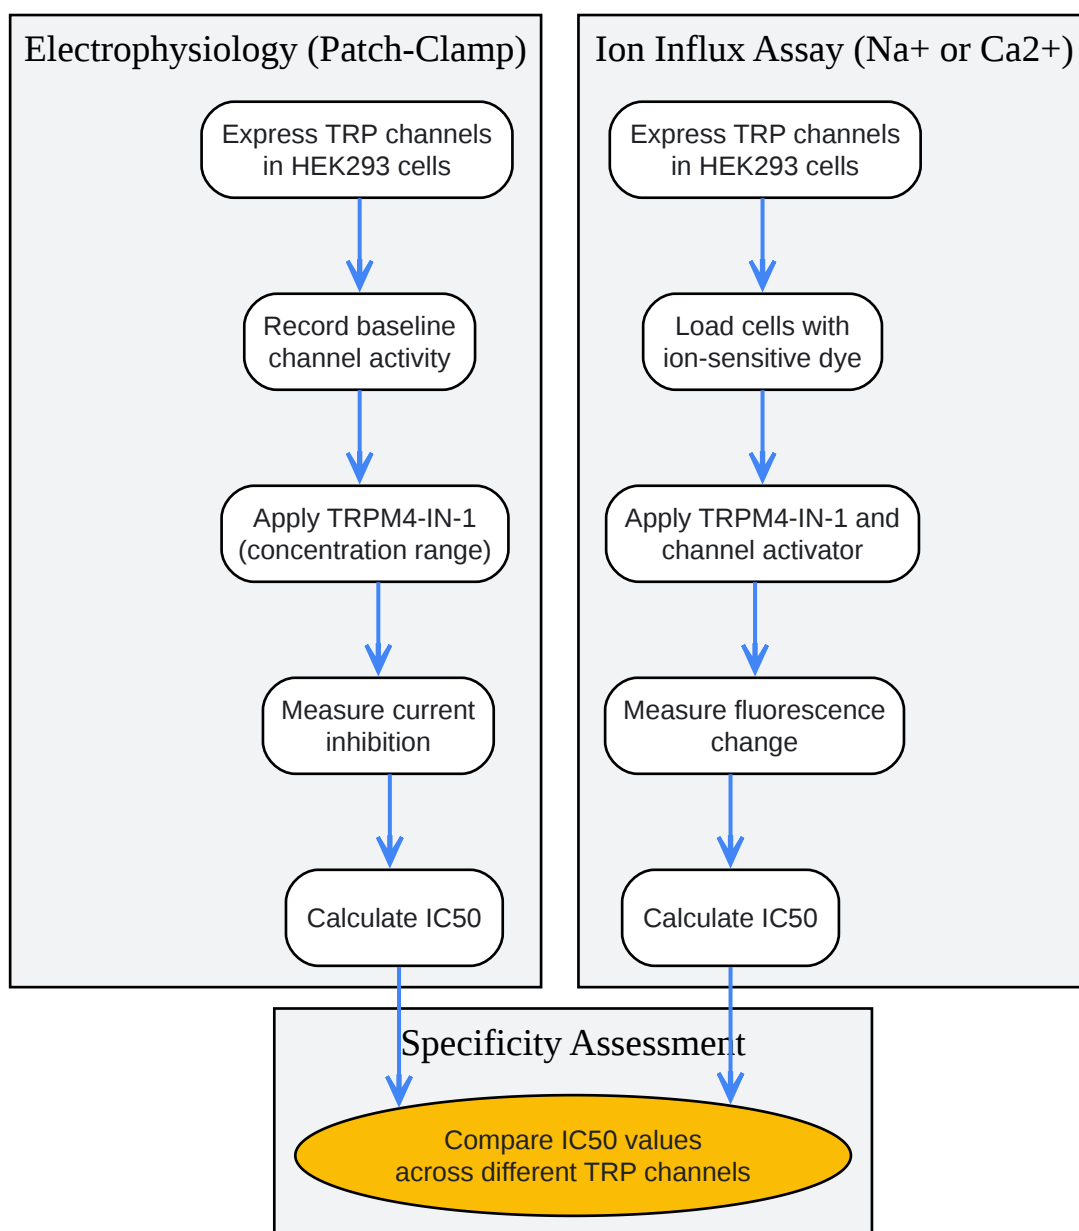 Electrophysiology (Patch-Clamp)
Express TRP channels
in HEK293 cells
Record baseline
channel activity
Apply TRPM4-IN-1
(concentration range)
Measure current
inhibition
Calculate IC50
Ion Influx Assay (Na+ or Ca2+)
Express TRP channels
in HEK293 cells
Load cells with
ion-sensitive dye
Apply TRPM4-IN-1 and
channel activator
Measure fluorescence
change
Calculate IC50
Specificity Assessment
Compare IC50 values
across different TRP channels